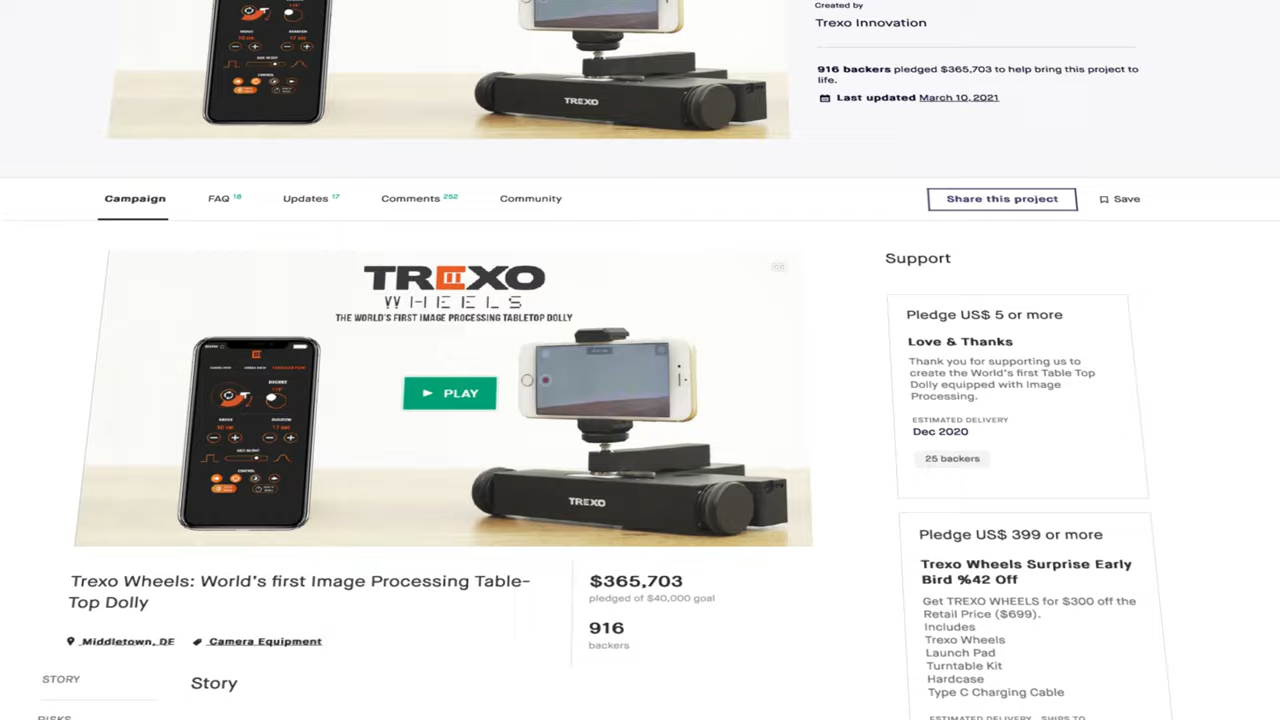 Created by
Trexo Innovation
916 backers pledged $365,703 to help bring this project to
life.
Last updated March 10, 2021
TREXO
Campaign
FAQ 18
Updates 17
Comments 252
Community
Share this project
Save
TREXO
WHEELS
THE WORLD'S FIRST IMAGE PROCESSING TABLETOP DOLLY
PLAY
TREXO
Support
Pledge US$ 5 or more
Love & Thanks
Thank you for supporting us to
create the World's first Table Top
Dolly equipped with Image
Processing.
ESTIMATED DELIVERY
Dec 2020
25 backers
Pledge US$ 399 or more
Trexo Wheels Surprise Early
Bird %42 Off
Get TREXO WHEELS for $300 off the
Retail Price ($699).
Includes
Trexo Wheels
Launch Pad
Turntable Kit
Hardcase
Type C Charging Cable
ESTIMATED DELIVERY SHIPS TO
Trexo Wheels: World's first Image Processing Table-
Top Dolly
Middletown, DE
Camera Equipment
$365,703
pledged of $40,000 goal
916
backers
STORY
RISKS
Story